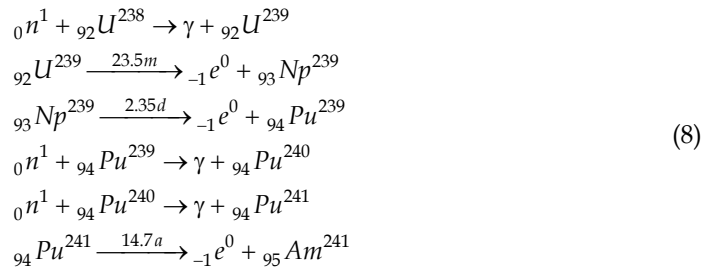 ₀n¹ + ₉₂U²³⁸ → γ + ₉₂U²³⁹
₉₂U²³⁹ —23.5m→ ₋₁e⁰ + ₉₃Np²³⁹
₉₃Np²³⁹ —2.35d→ ₋₁e⁰ + ₉₄Pu²³⁹
₀n¹ + ₉₄Pu²³⁹ → γ + ₉₄Pu²⁴⁰
₀n¹ + ₉₄Pu²⁴⁰ → γ + ₉₄Pu²⁴¹
₉₄Pu²⁴¹ —14.7a→ ₋₁e⁰ + ₉₅Am²⁴¹
(8)